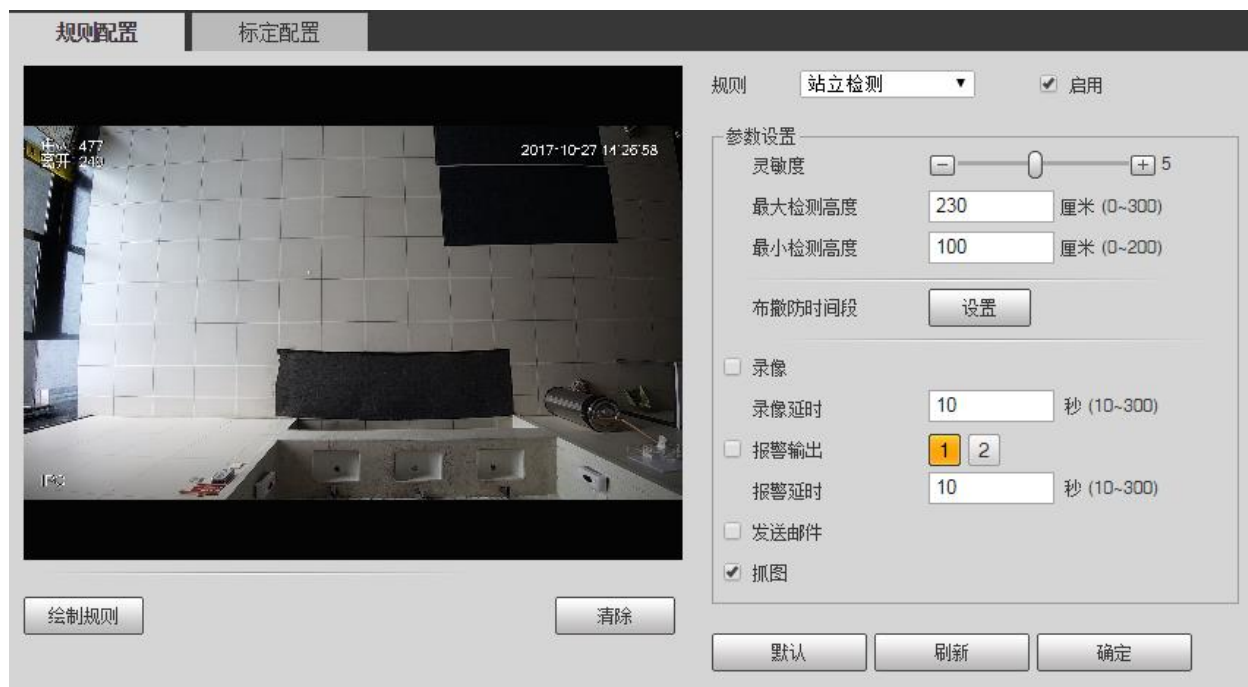 规则配置
标定配置
规则 站立检测 启用
参数设置
灵敏度 5
477
离开 249
2017-10-27 14:26:58
最大检测高度 230 厘米 (0~300)
最小检测高度 100 厘米 (0~200)
布撤防时间段 设置
录像
录像延时 10 秒 (10~300)
报警输出 1 2
报警延时 10 秒 (10~300)
发送邮件
抓图
IPC
绘制规则
清除
默认
刷新
确定